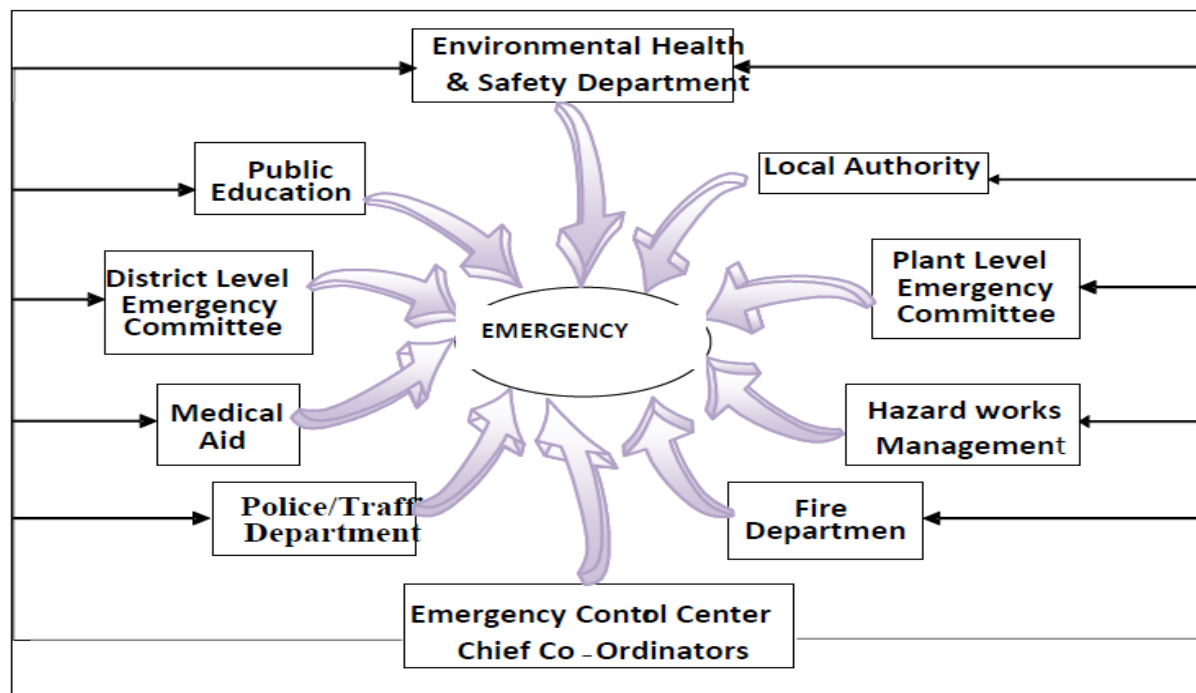 Environmental Health
& Safety Department
Public
Education
Local Authority
District Level
Emergency
Committee
Plant Level
Emergency
Committee
EMERGENCY
Medical
Aid
Hazard works
Management
Police/Traffi
Department
Fire
Departmen
Emergency Contol Center
Chief Co - Ordinators